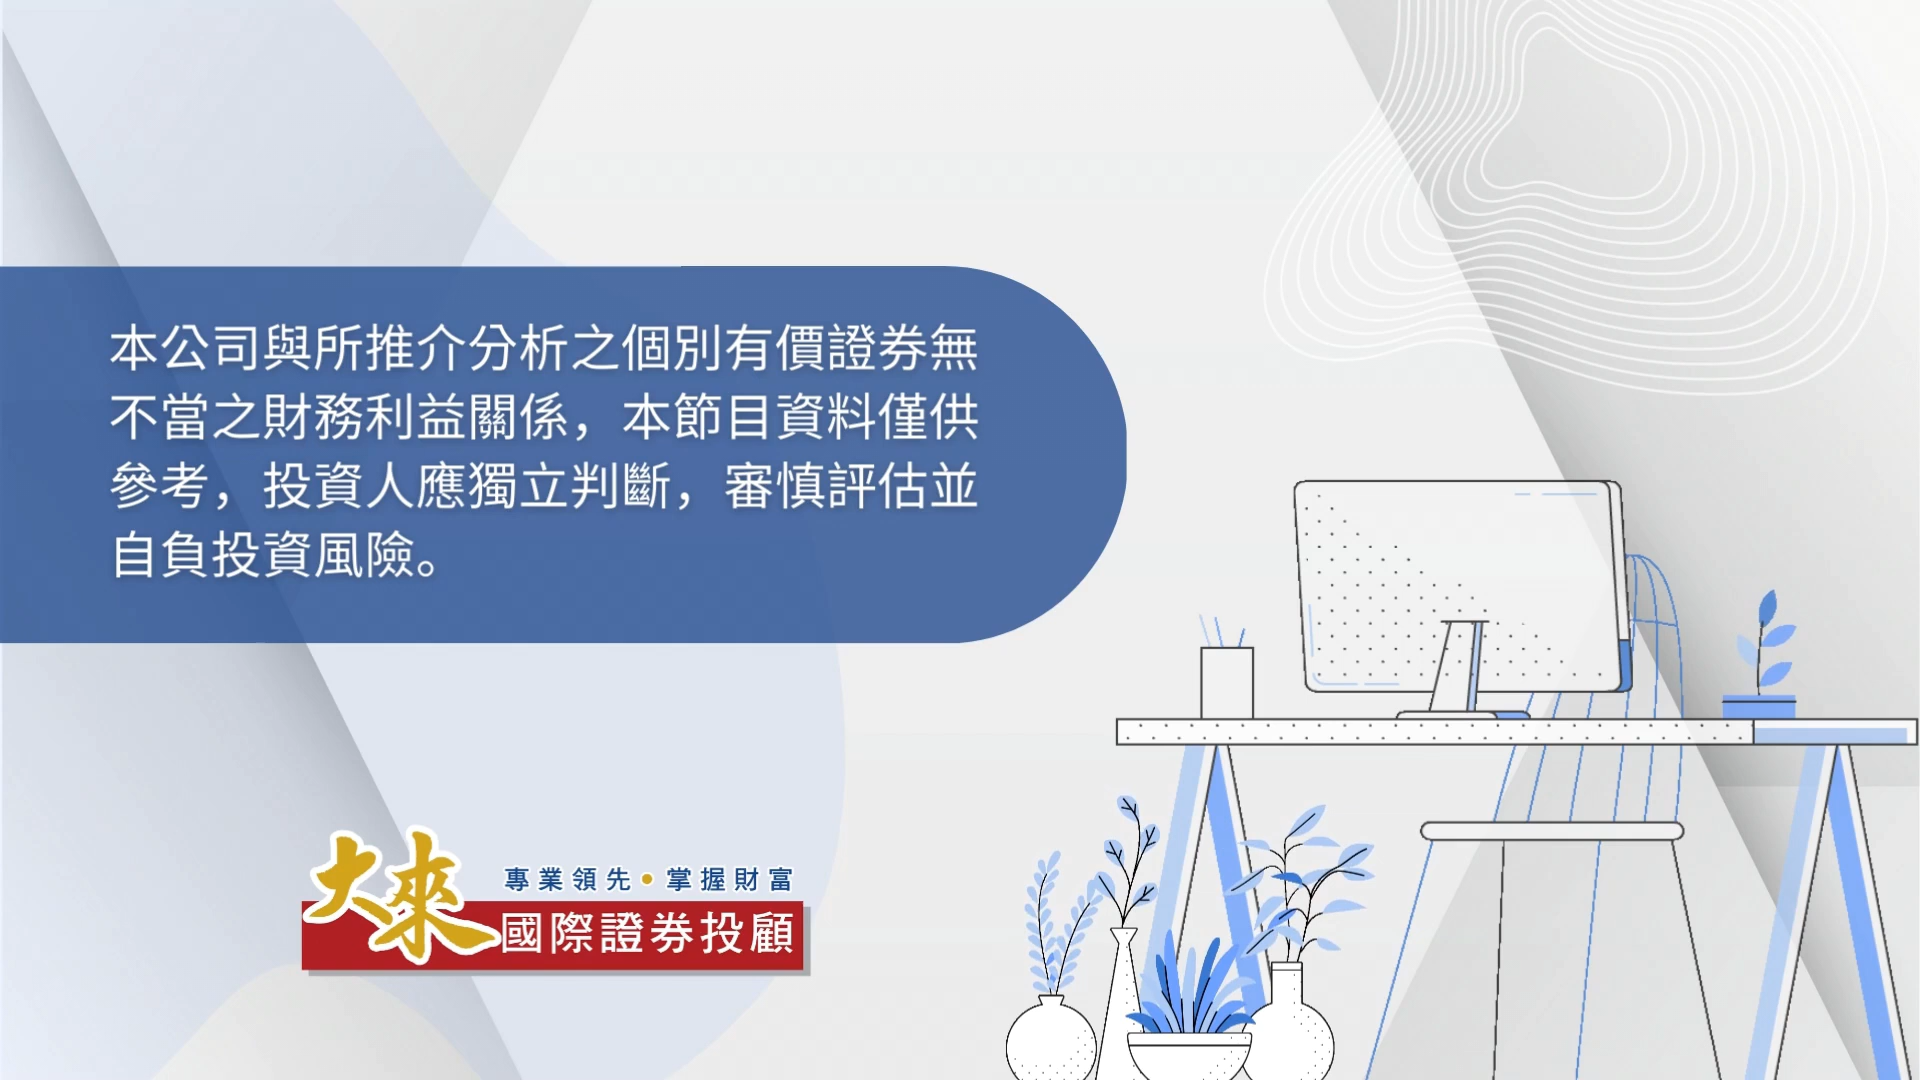 本公司與所推介分析之個別有價證券無
不當之財務利益關係，本節目資料僅供
參考，投資人應獨立判斷，審慎評估並
自負投資風險。
專業領先•掌握財富
大來國際證券投顧